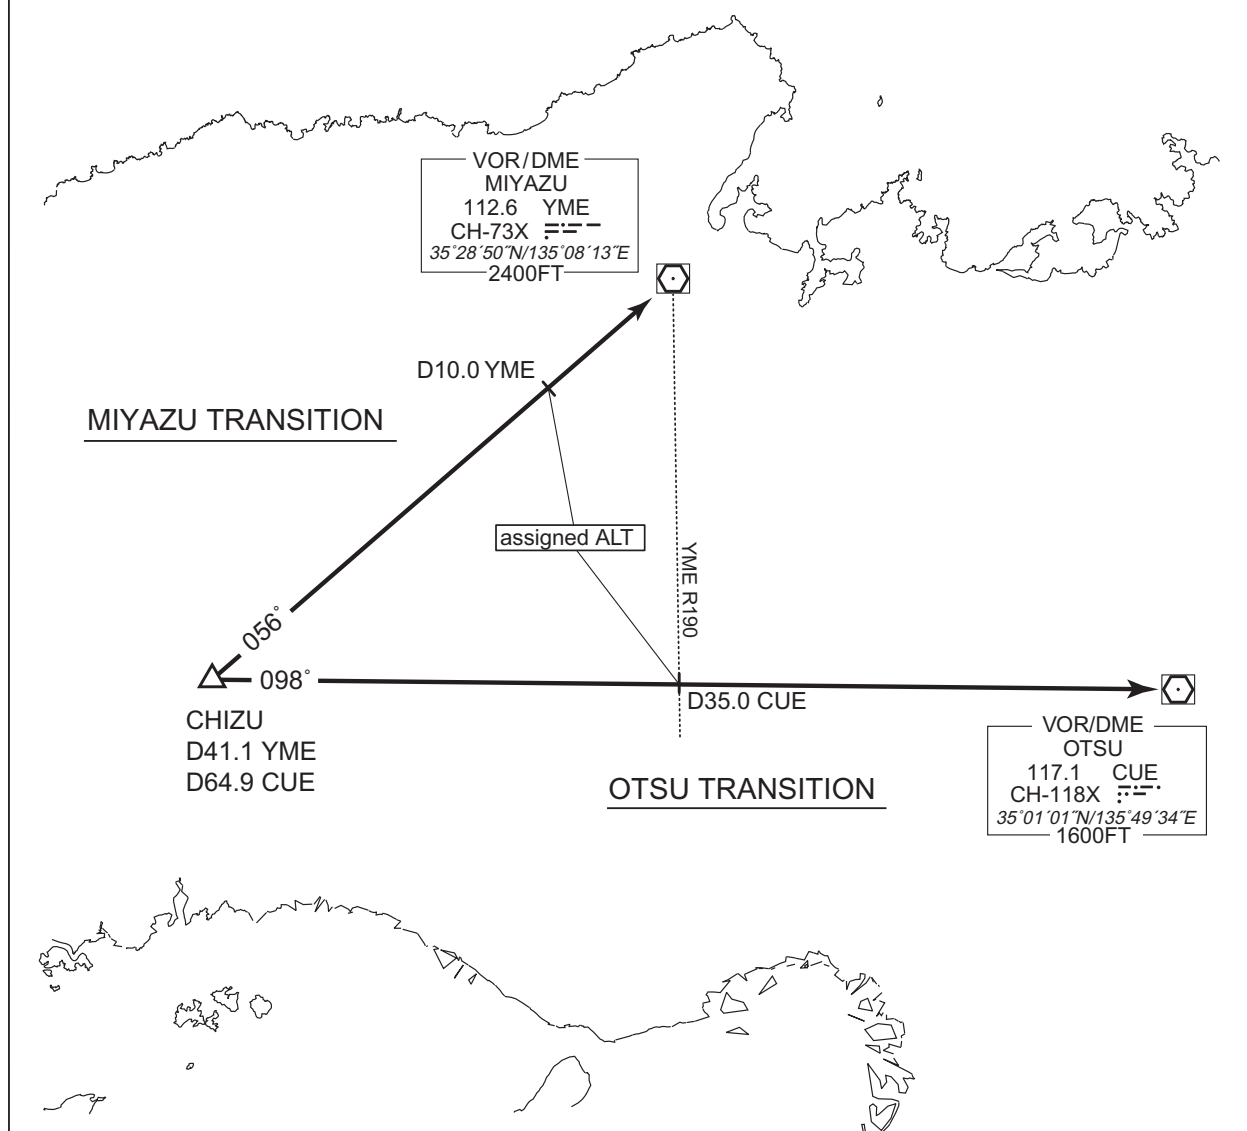 VOR/DME
MIYAZU
112.6 YME
CH-73X
35°28´50˝N/135°08´13˝E
2400FT
D10.0 YME
MIYAZU TRANSITION
assigned ALT
YME R190
056°
098°
CHIZU
D41.1 YME
D64.9 CUE
D35.0 CUE
OTSU TRANSITION
VOR/DME
OTSU
117.1 CUE
CH-118X
35°01´01˝N/135°49´34˝E
1600FT